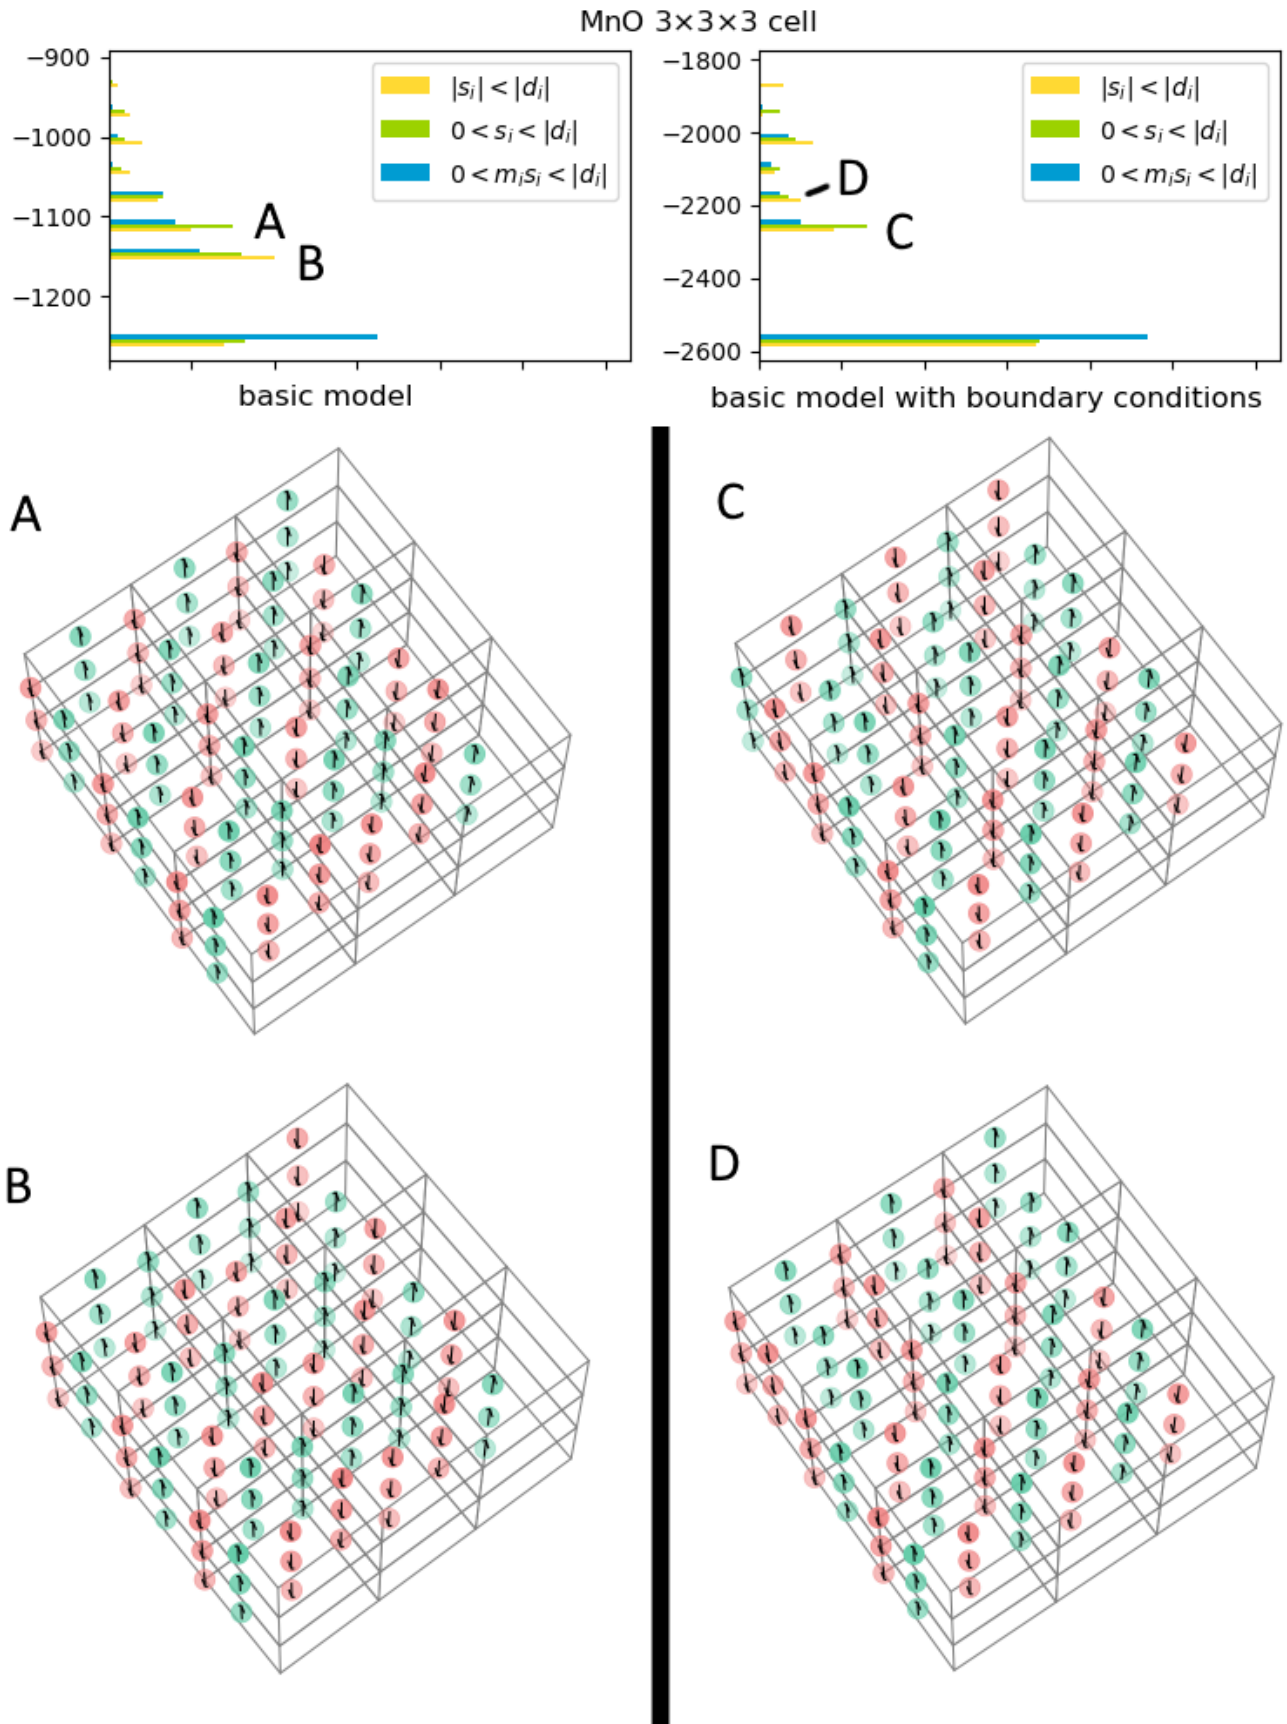 MnO 3×3×3 cell
−900
−1000
−1100
−1200
|s_i| < |d_i|
0 < s_i < |d_i|
0 < m_i s_i < |d_i|
A
B
basic model
−1800
−2000
−2200
−2400
−2600
|s_i| < |d_i|
0 < s_i < |d_i|
0 < m_i s_i < |d_i|
D
C
basic model with boundary conditions
A
C
B
D